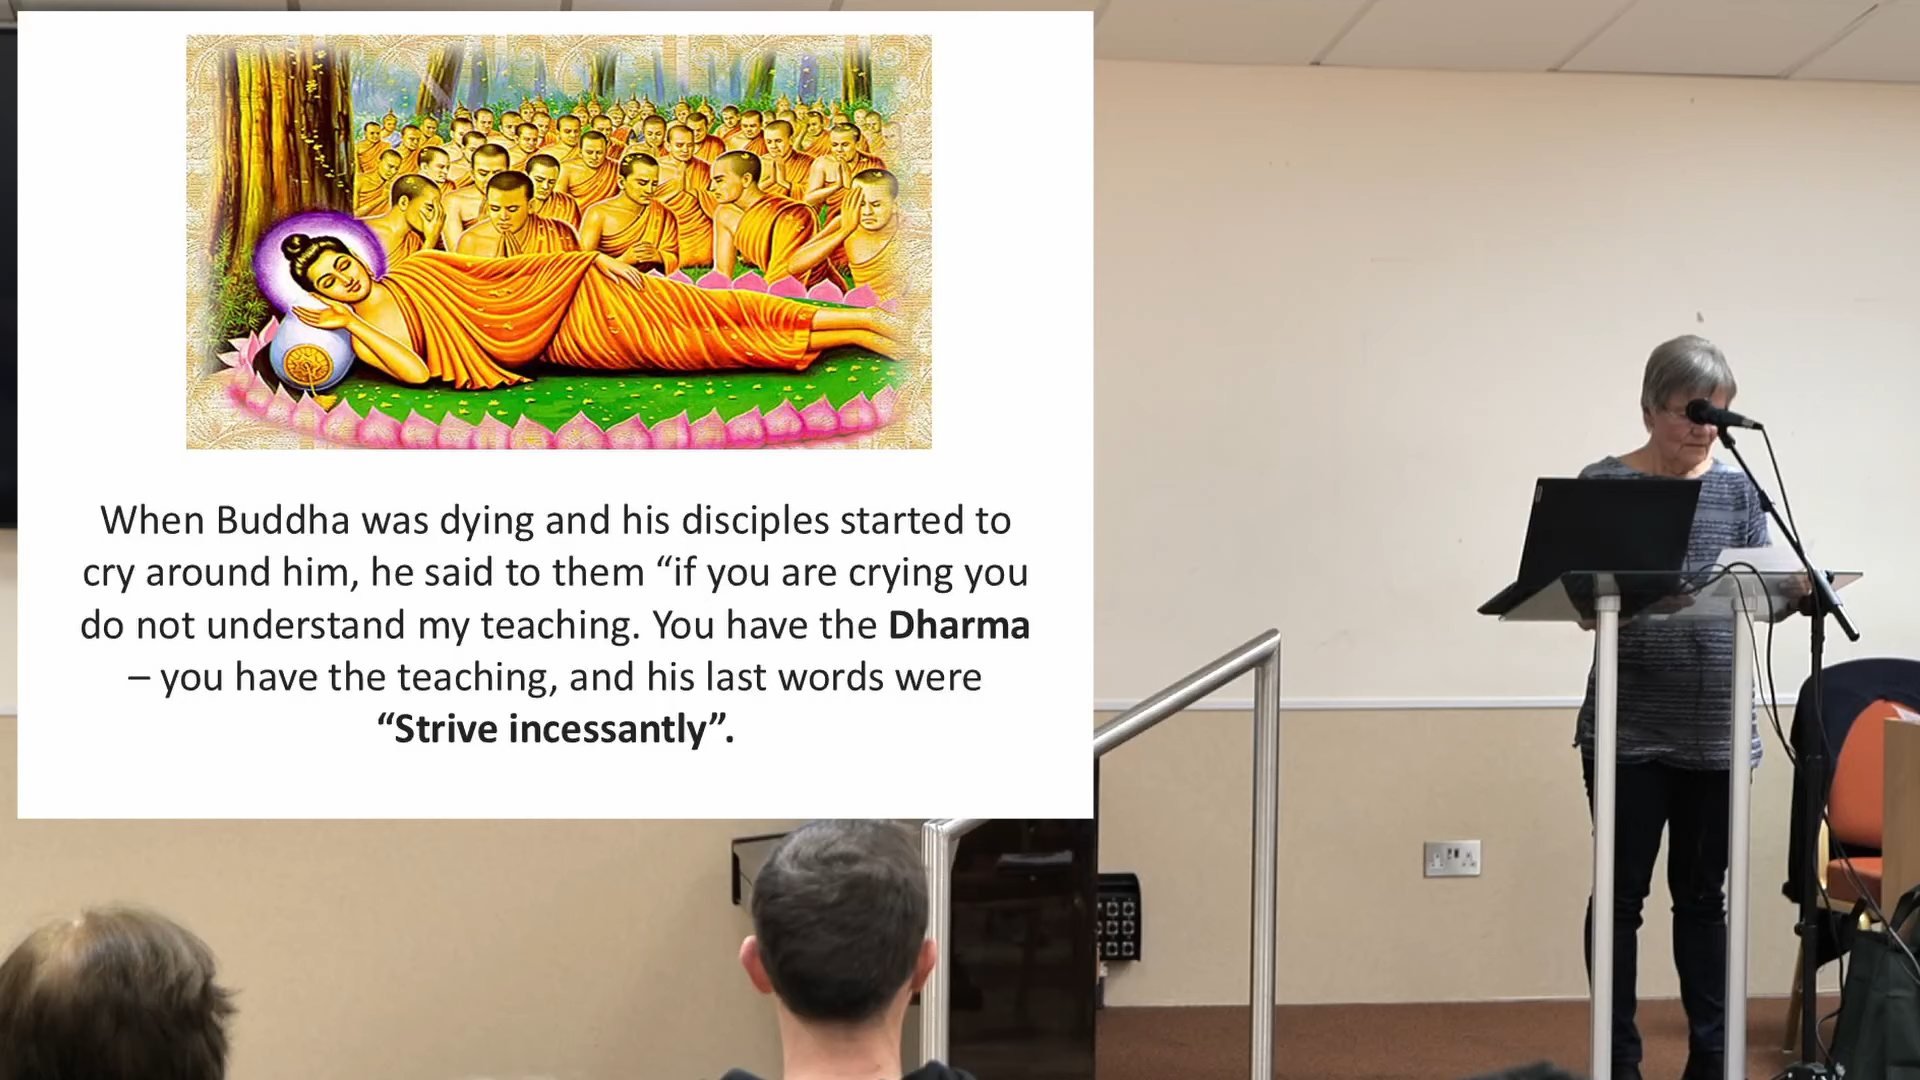 When Buddha was dying and his disciples started to
cry around him, he said to them “if you are crying you
do not understand my teaching. You have the Dharma
– you have the teaching, and his last words were
“Strive incessantly”.